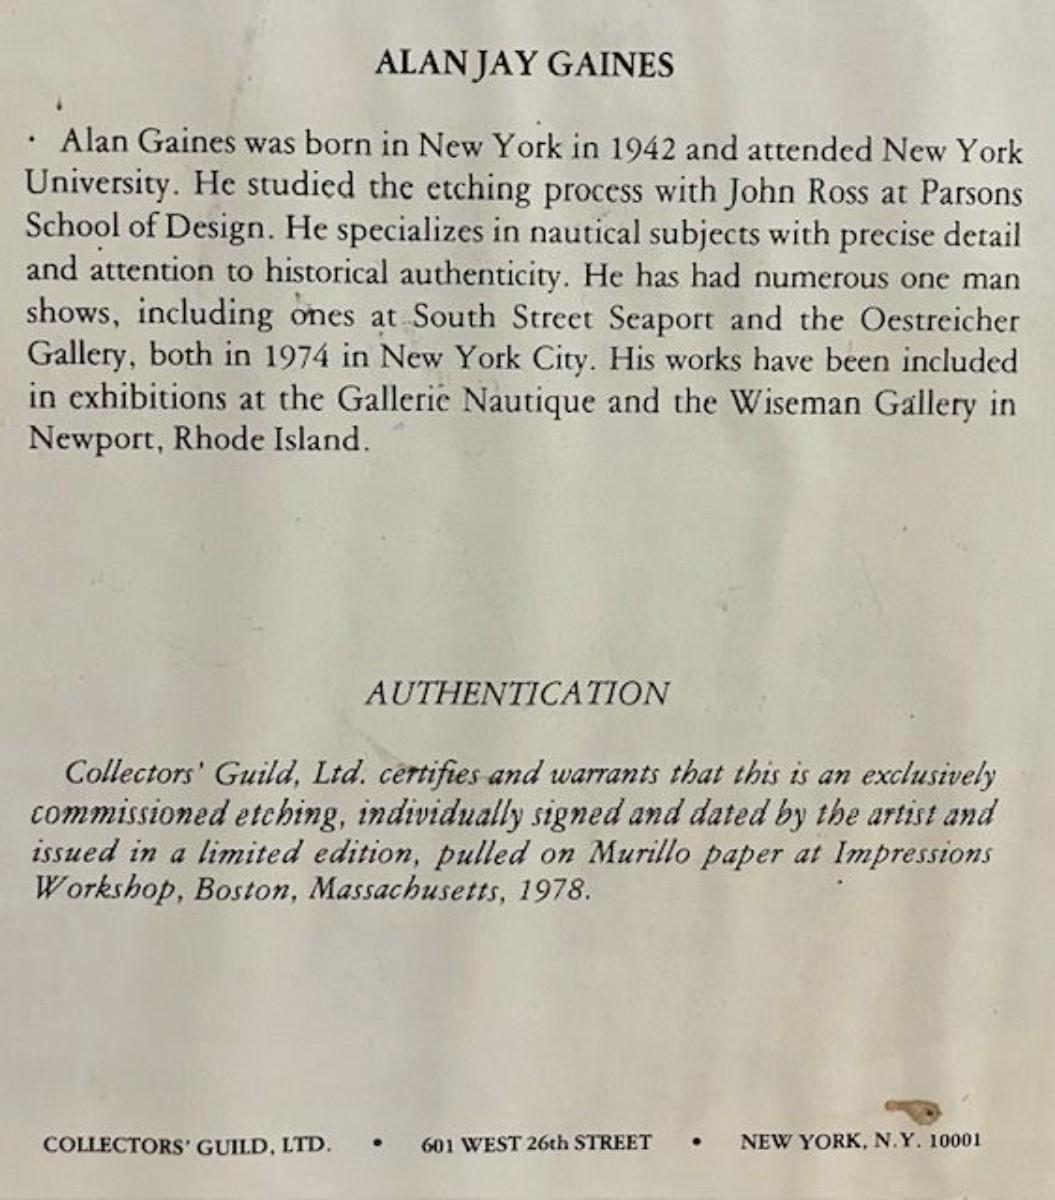 ALAN JAY GAINES
Alan Gaines was born in New York in 1942 and attended New York
University. He studied the etching process with John Ross at Parsons
School of Design. He specializes in nautical subjects with precise detail
and attention to historical authenticity. He has had numerous one man
shows, including ones at South Street Seaport and the Oestreicher
Gallery, both in 1974 in New York City. His works have been included
in exhibitions at the Gallerie Nautique and the Wiseman Gallery in
Newport, Rhode Island.
AUTHENTICATION
Collectors' Guild, Ltd. certifies and warrants that this is an exclusively
commissioned etching, individually signed and dated by the artist and
issued in a limited edition, pulled on Murillo paper at Impressions
Workshop, Boston, Massachusetts, 1978.
COLLECTORS' GUILD, LTD. • 601 WEST 26th STREET • NEW YORK, N.Y. 10001